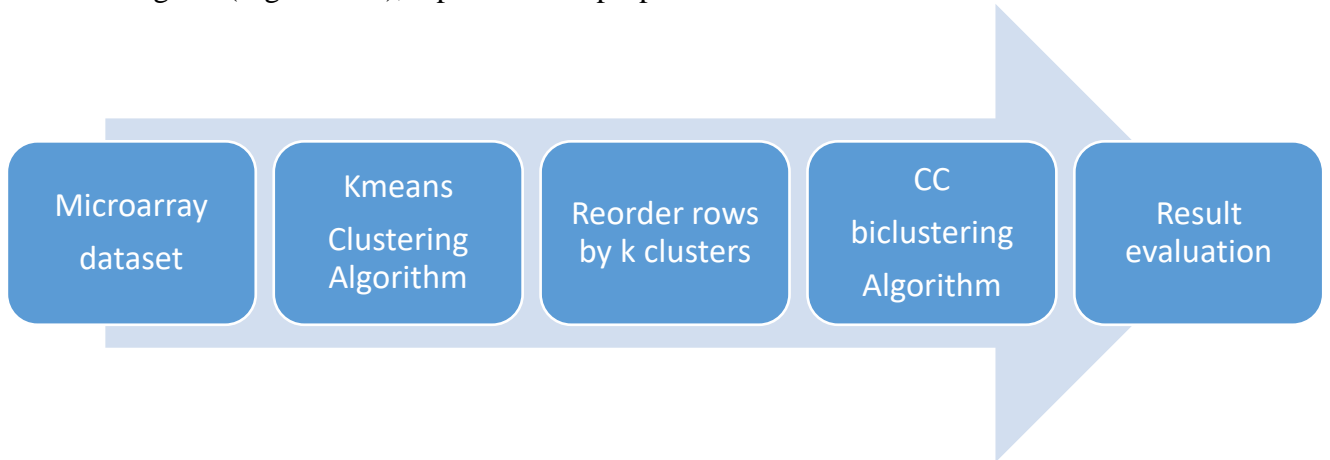 Microarray
dataset
Kmeans
Clustering
Algorithm
Reorder rows
by k clusters
CC
biclustering
Algorithm
Result
evaluation